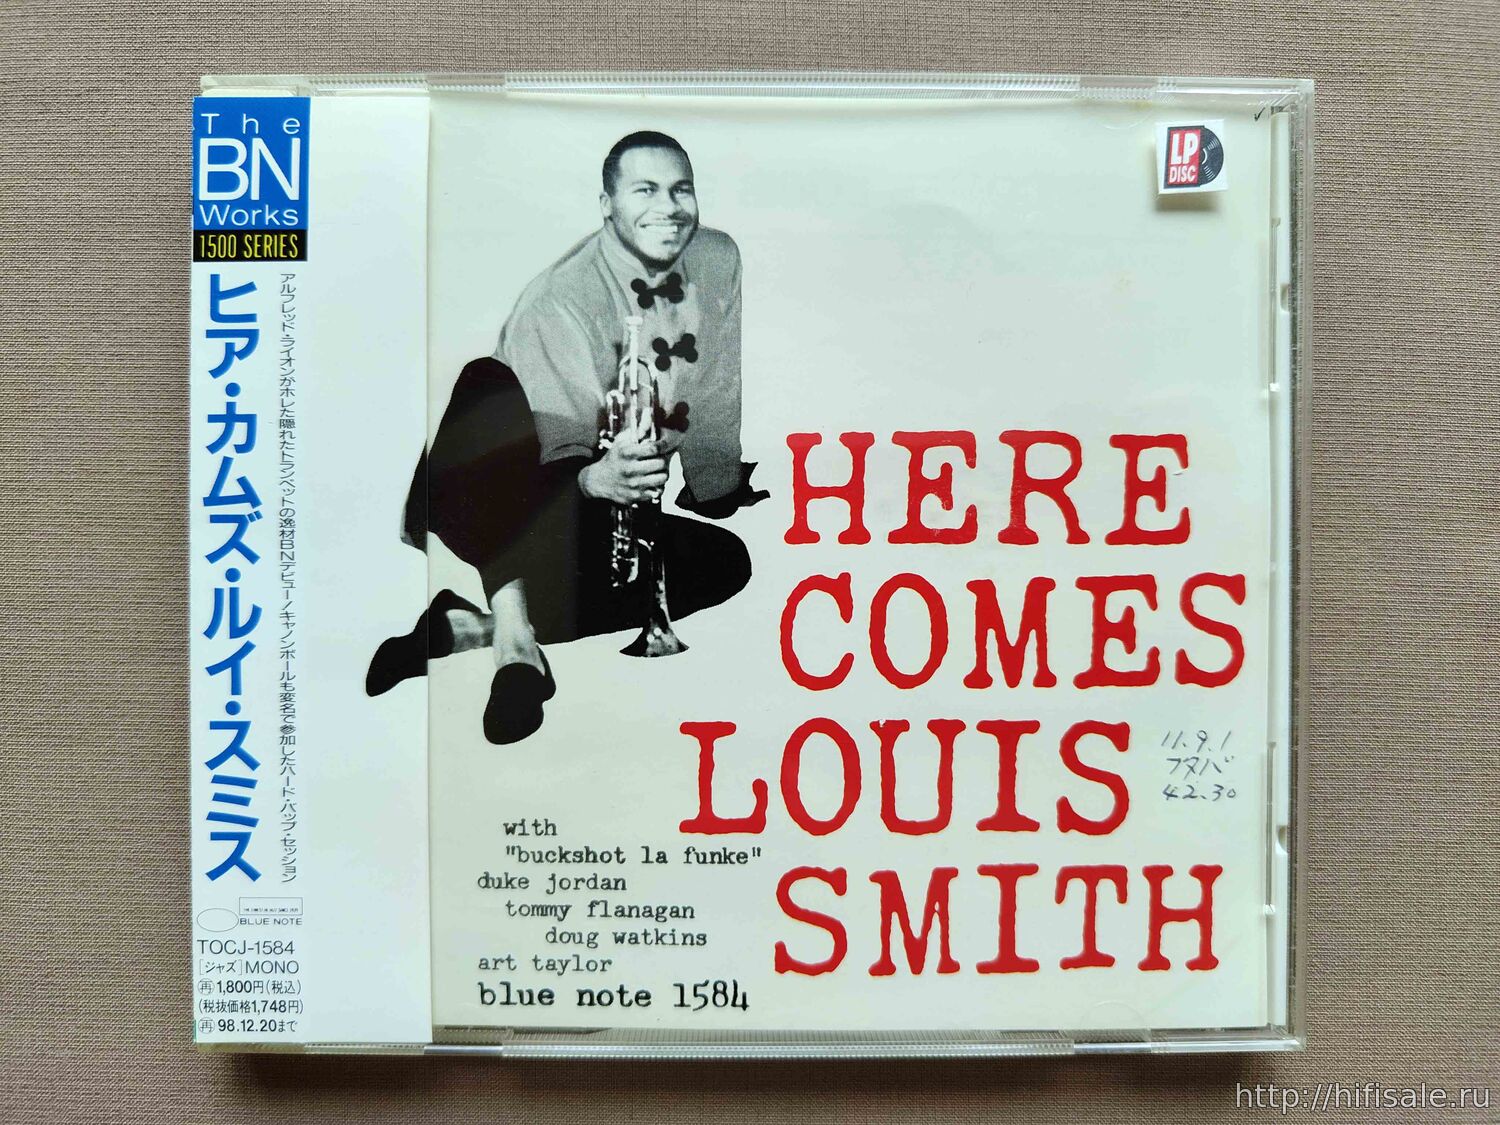 The
BN
Works
1500 SERIES
ヒア・カムズ・ルイ・スミス
アルフレッド・ライオンがホレた隠れたトランペットの逸材BNデビュー/キャノンボールも変名で参加したハード・バップ・セッション
BLUE NOTE
TOCJ-1584
[ジャズ] MONO
再 1,800円(税込)
(税抜価格1,748円)
再 98.12.20まで
LP
DISC
HERE
COMES
LOUIS
SMITH
11.9.1
フタバ
42.30
with
"buckshot la funke"
duke jordan
tommy flanagan
doug watkins
art taylor
blue note 1584
http://hifisale.ru